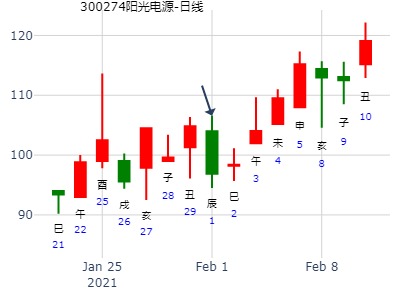 300274阳光电源-日线
120
110
100
90
巳
21
午
22
酉
25
戌
26
亥
27
子
28
丑
29
辰
1
巳
2
午
3
未
4
申
5
亥
8
子
9
丑
10
Jan 25
2021
Feb 1
Feb 8